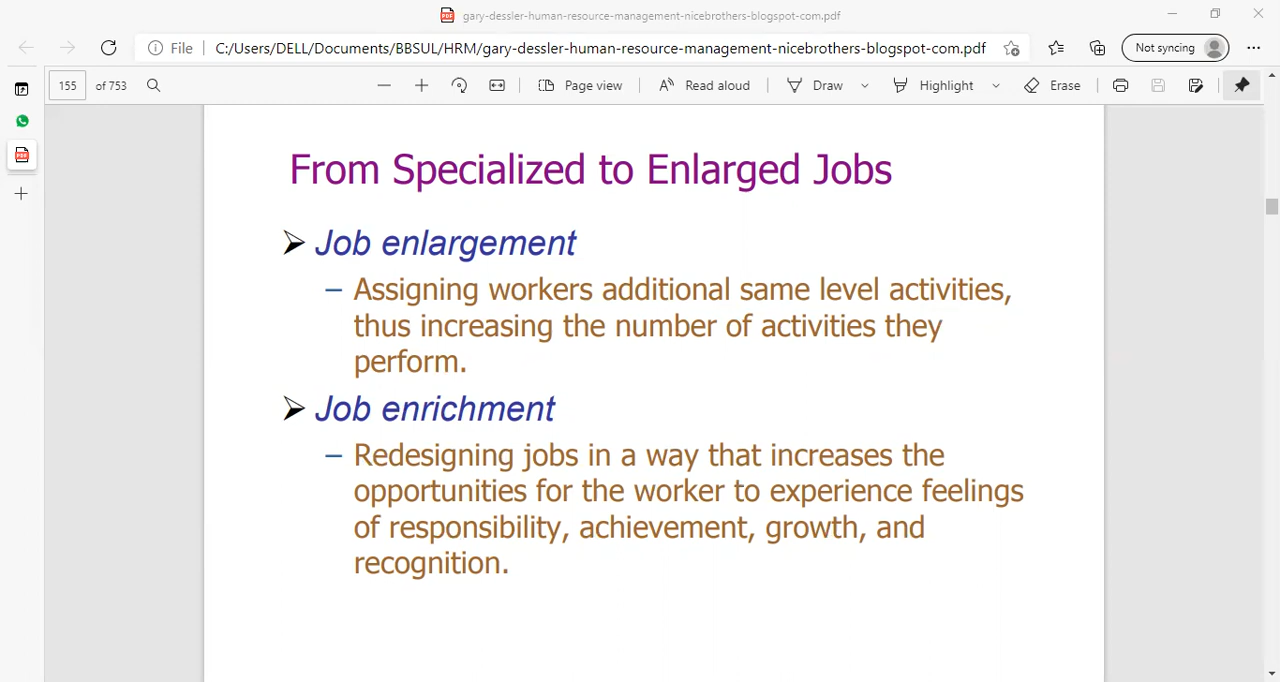 gary-dessler-human-resource-management-nicebrothers-blogspot-com.pdf
File | C:/Users/DELL/Documents/BBSUL/HRM/gary-dessler-human-resource-management-nicebrothers-blogspot-com.pdf Not syncing
155 of 753 Page view Read aloud Draw Highlight Erase
From Specialized to Enlarged Jobs
➢ Job enlargement
– Assigning workers additional same level activities,
thus increasing the number of activities they
perform.
➢ Job enrichment
– Redesigning jobs in a way that increases the
opportunities for the worker to experience feelings
of responsibility, achievement, growth, and
recognition.